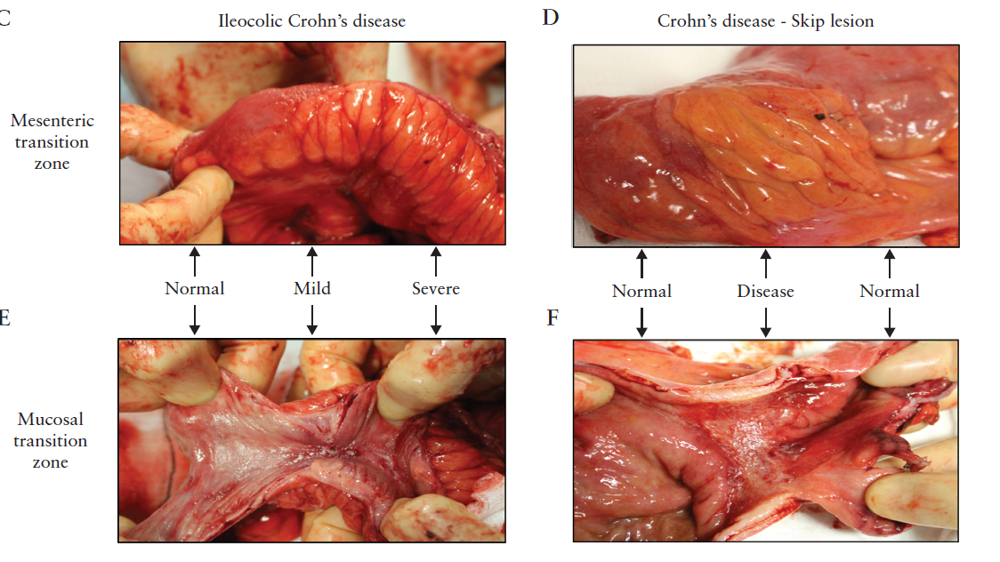 C
Ileocolic Crohn’s disease
D
Crohn’s disease - Skip lesion
Mesenteric
transition
zone
Normal
Mild
Severe
Normal
Disease
Normal
E
F
Mucosal
transition
zone